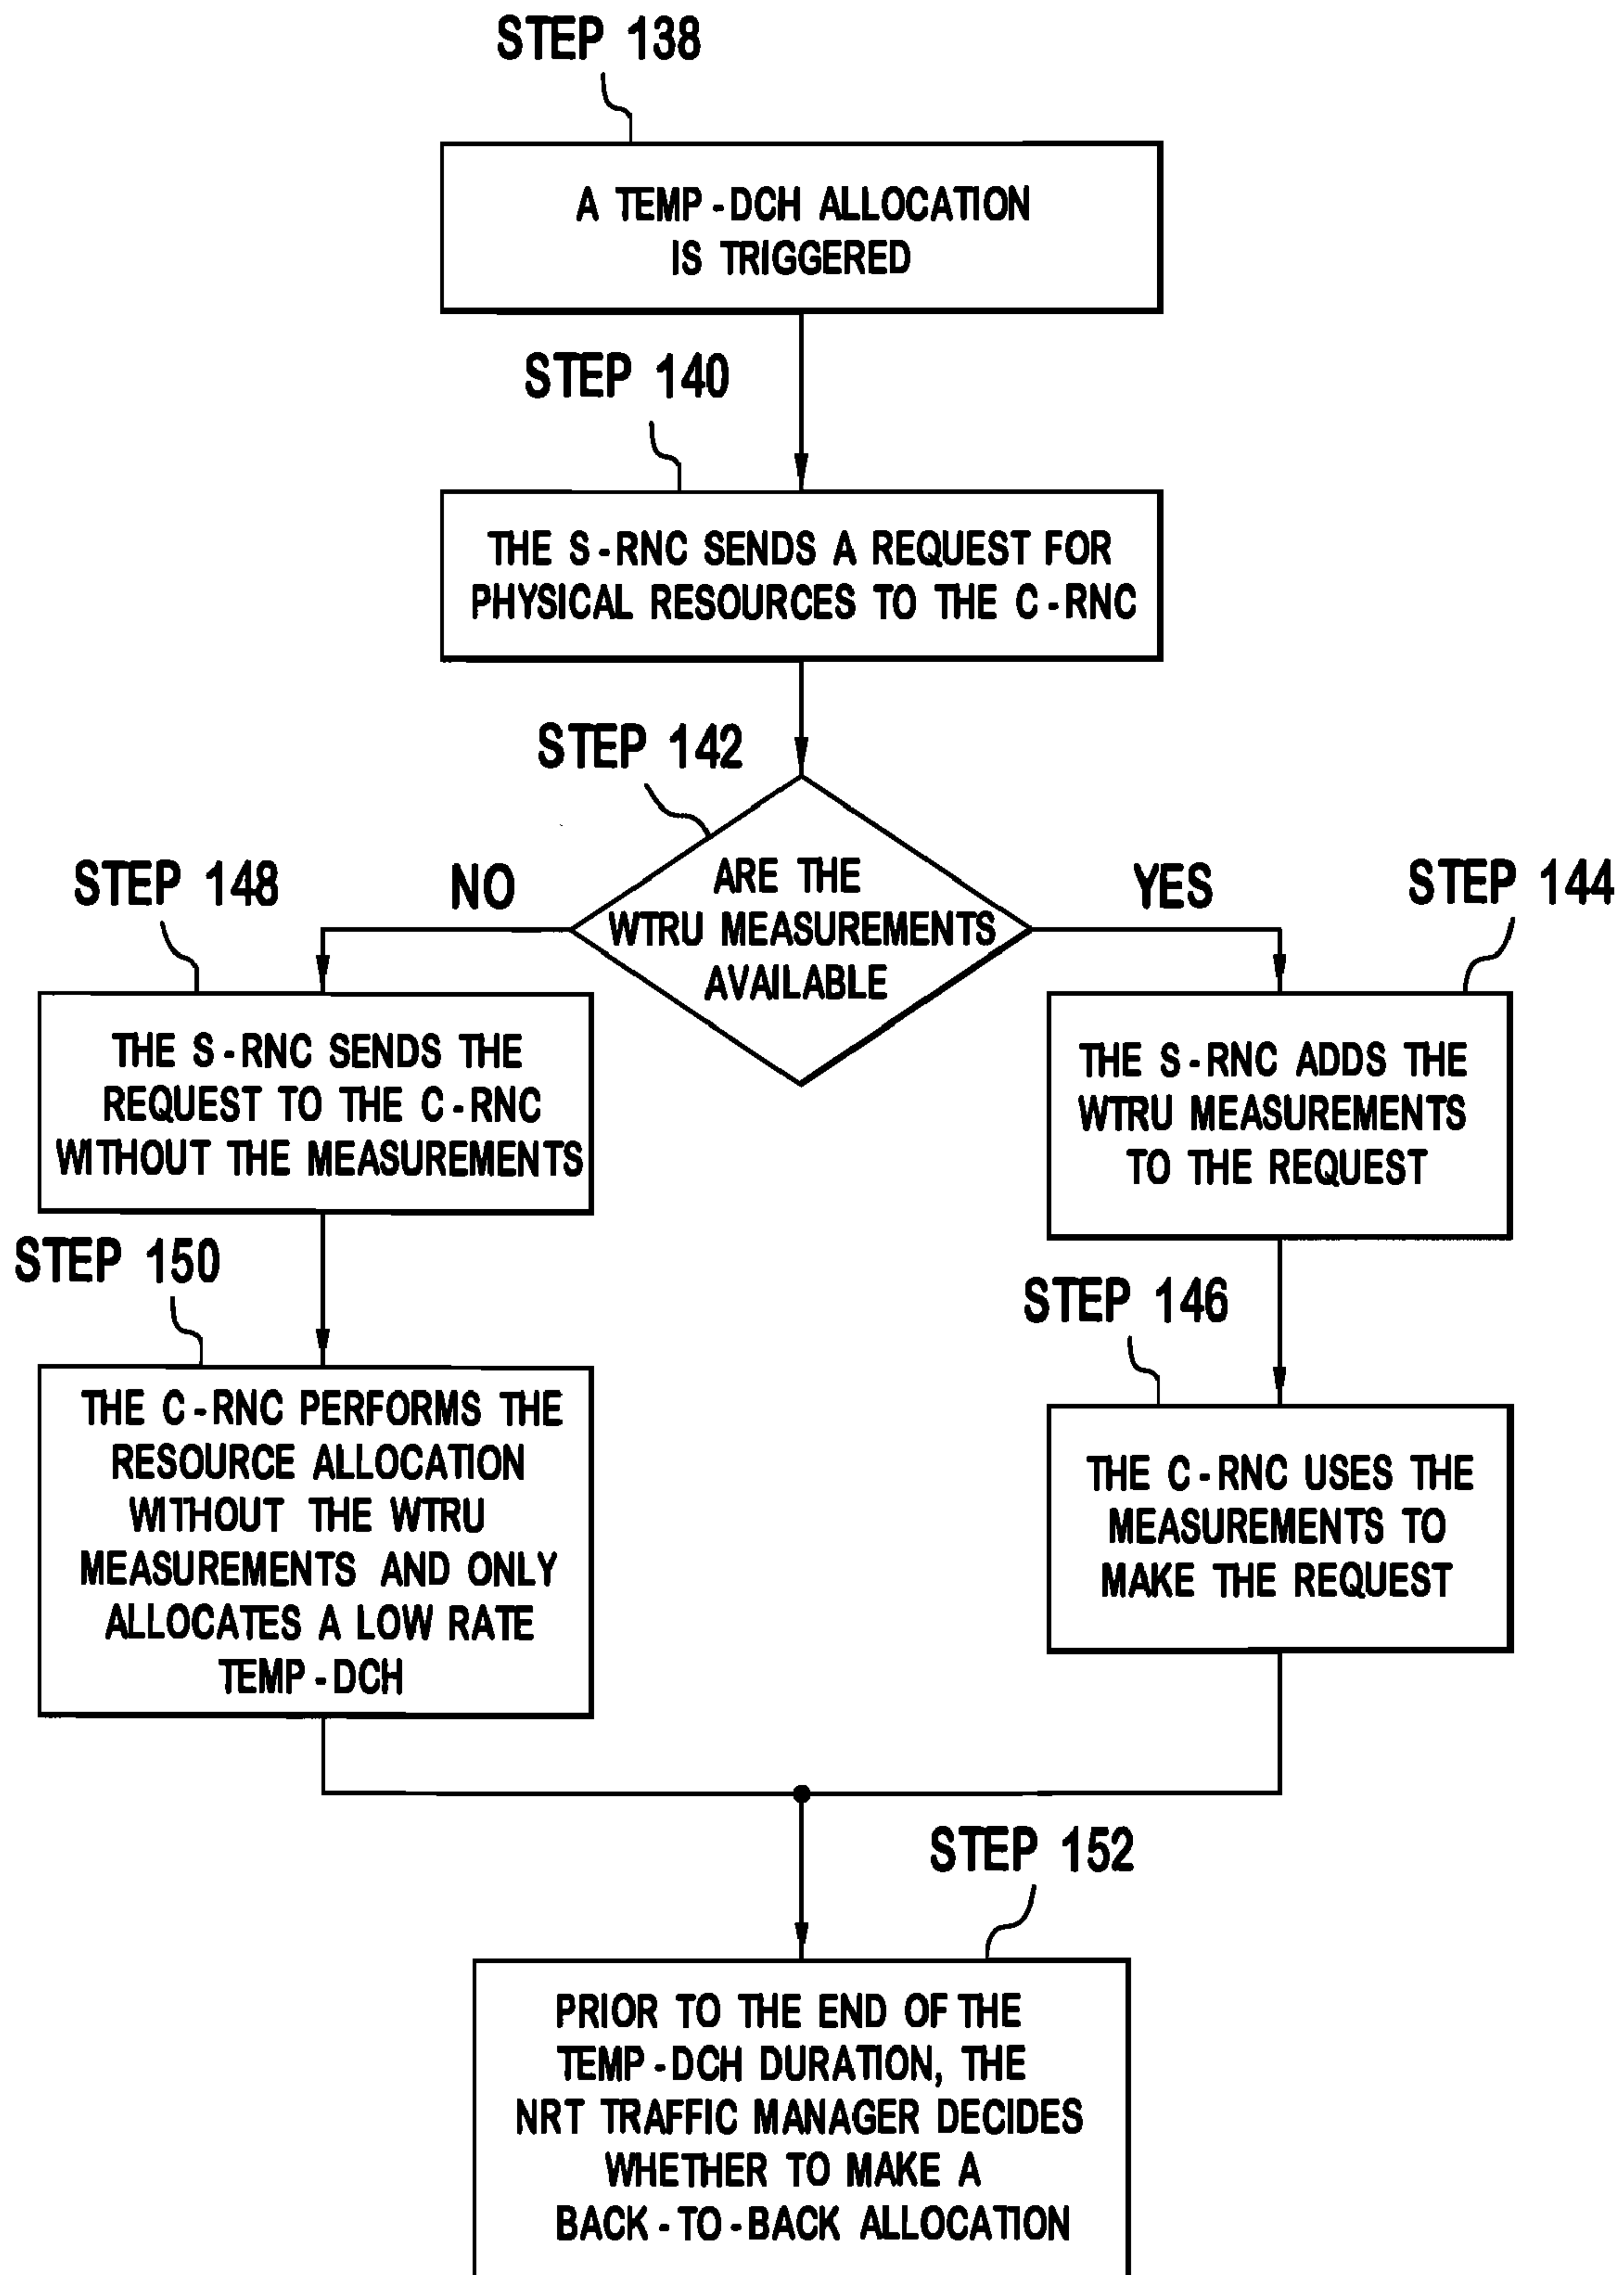 STEP 138
A TEMP-DCH ALLOCATION
IS TRIGGERED
STEP 140
THE S-RNC SENDS A REQUEST FOR
PHYSICAL RESOURCES TO THE C-RNC
STEP 142
ARE THE
WTRU MEASUREMENTS
AVAILABLE
NO
YES
STEP 148
THE S-RNC SENDS THE
REQUEST TO THE C-RNC
WITHOUT THE MEASUREMENTS
STEP 144
THE S-RNC ADDS THE
WTRU MEASUREMENTS
TO THE REQUEST
STEP 150
THE C-RNC PERFORMS THE
RESOURCE ALLOCATION
WITHOUT THE WTRU
MEASUREMENTS AND ONLY
ALLOCATES A LOW RATE
TEMP-DCH
STEP 146
THE C-RNC USES THE
MEASUREMENTS TO
MAKE THE REQUEST
STEP 152
PRIOR TO THE END OF THE
TEMP-DCH DURATION, THE
NRT TRAFFIC MANAGER DECIDES
WHETHER TO MAKE A
BACK-TO-BACK ALLOCATION